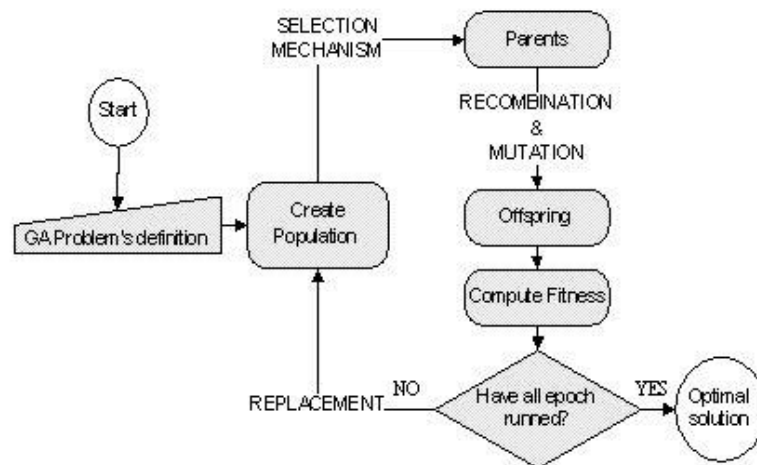 Start
GA Problem's definition
Create
Population
SELECTION
MECHANISM
Parents
RECOMBINATION
&
MUTATION
Offspring
Compute Fitness
Have all epoch
runned?
NO
REPLACEMENT
YES
Optimal
solution